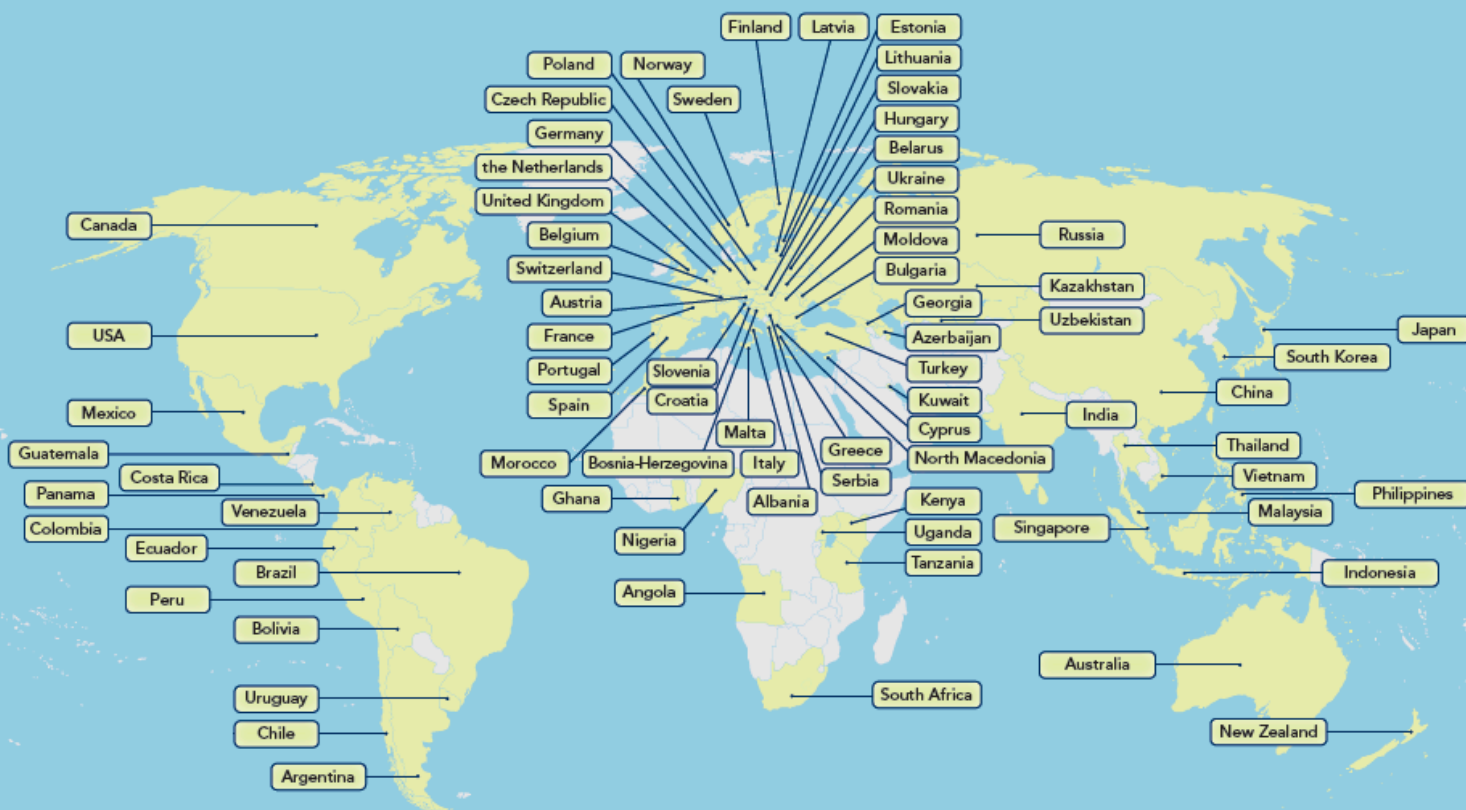 Finland
Latvia
Estonia
Poland
Norway
Lithuania
Czech Republic
Sweden
Slovakia
Germany
Hungary
the Netherlands
Belarus
United Kingdom
Ukraine
Canada
Belgium
Romania
Russia
Switzerland
Moldova
Austria
Bulgaria
Kazakhstan
USA
France
Georgia
Uzbekistan
Japan
Portugal
Slovenia
Azerbaijan
South Korea
Spain
Croatia
Turkey
China
Mexico
Malta
Kuwait
India
Guatemala
Morocco
Bosnia-Herzegovina
Italy
Greece
Cyprus
Thailand
Costa Rica
Ghana
Albania
Serbia
North Macedonia
Vietnam
Panama
Venezuela
Kenya
Philippines
Colombia
Nigeria
Uganda
Singapore
Malaysia
Ecuador
Tanzania
Brazil
Indonesia
Peru
Angola
Bolivia
Australia
Uruguay
South Africa
Chile
New Zealand
Argentina